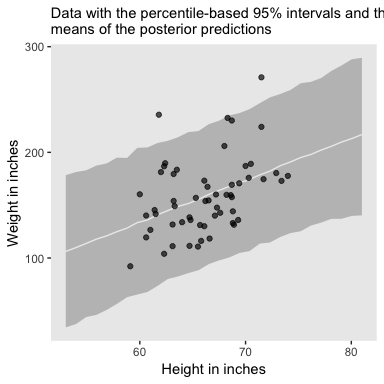 Data with the percentile-based 95% intervals and th
means of the posterior predictions
300
200
100
Weight in inches
60
70
80
Height in inches